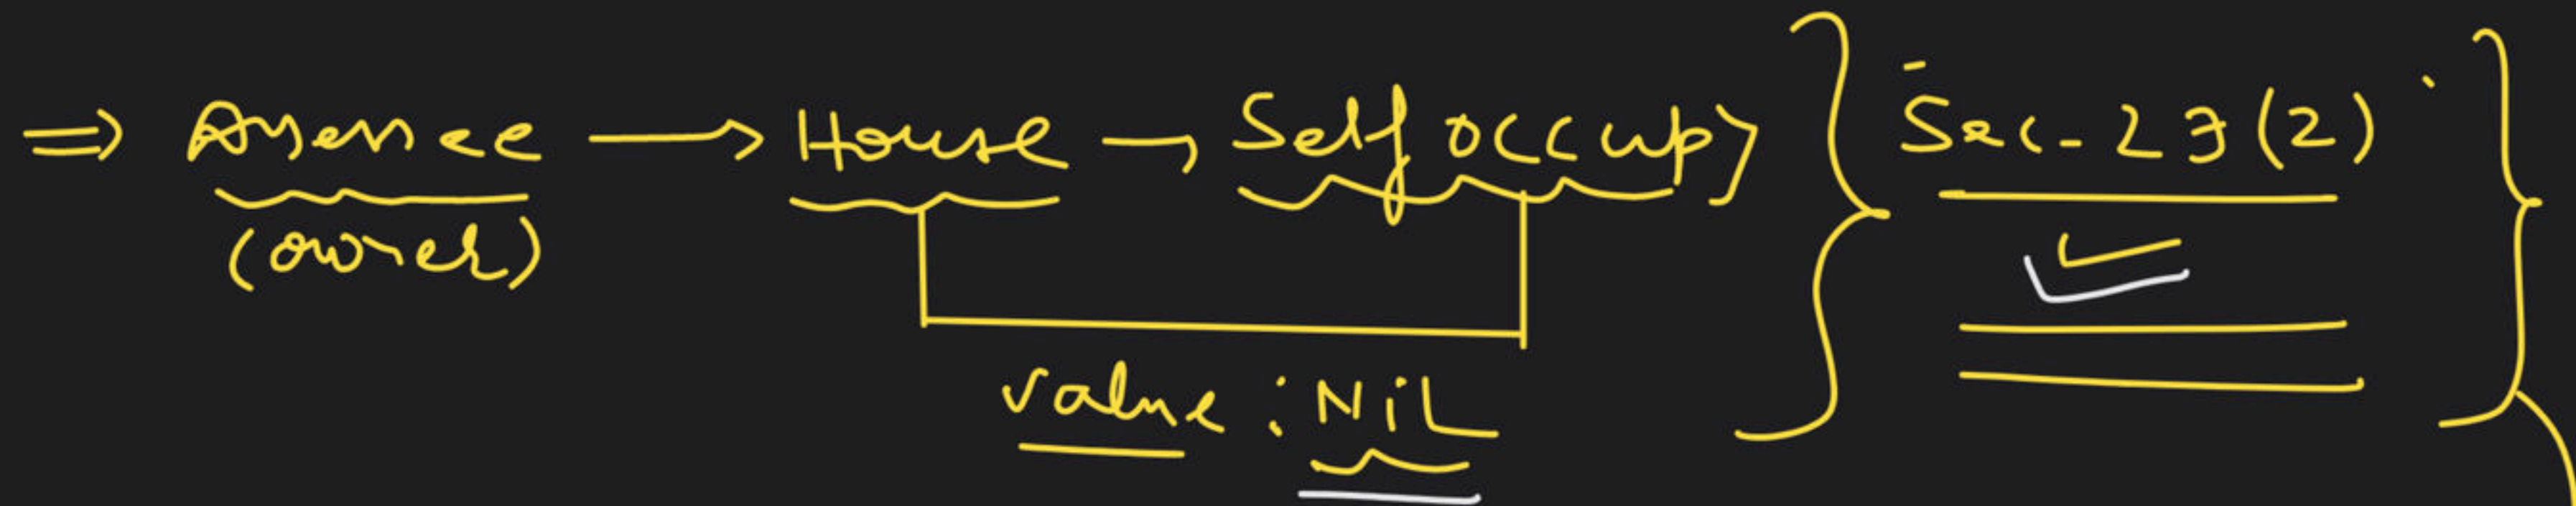 ⇒ Assessee → House → Self occupy } Sec-23(2) }
(owner)
value : NiL